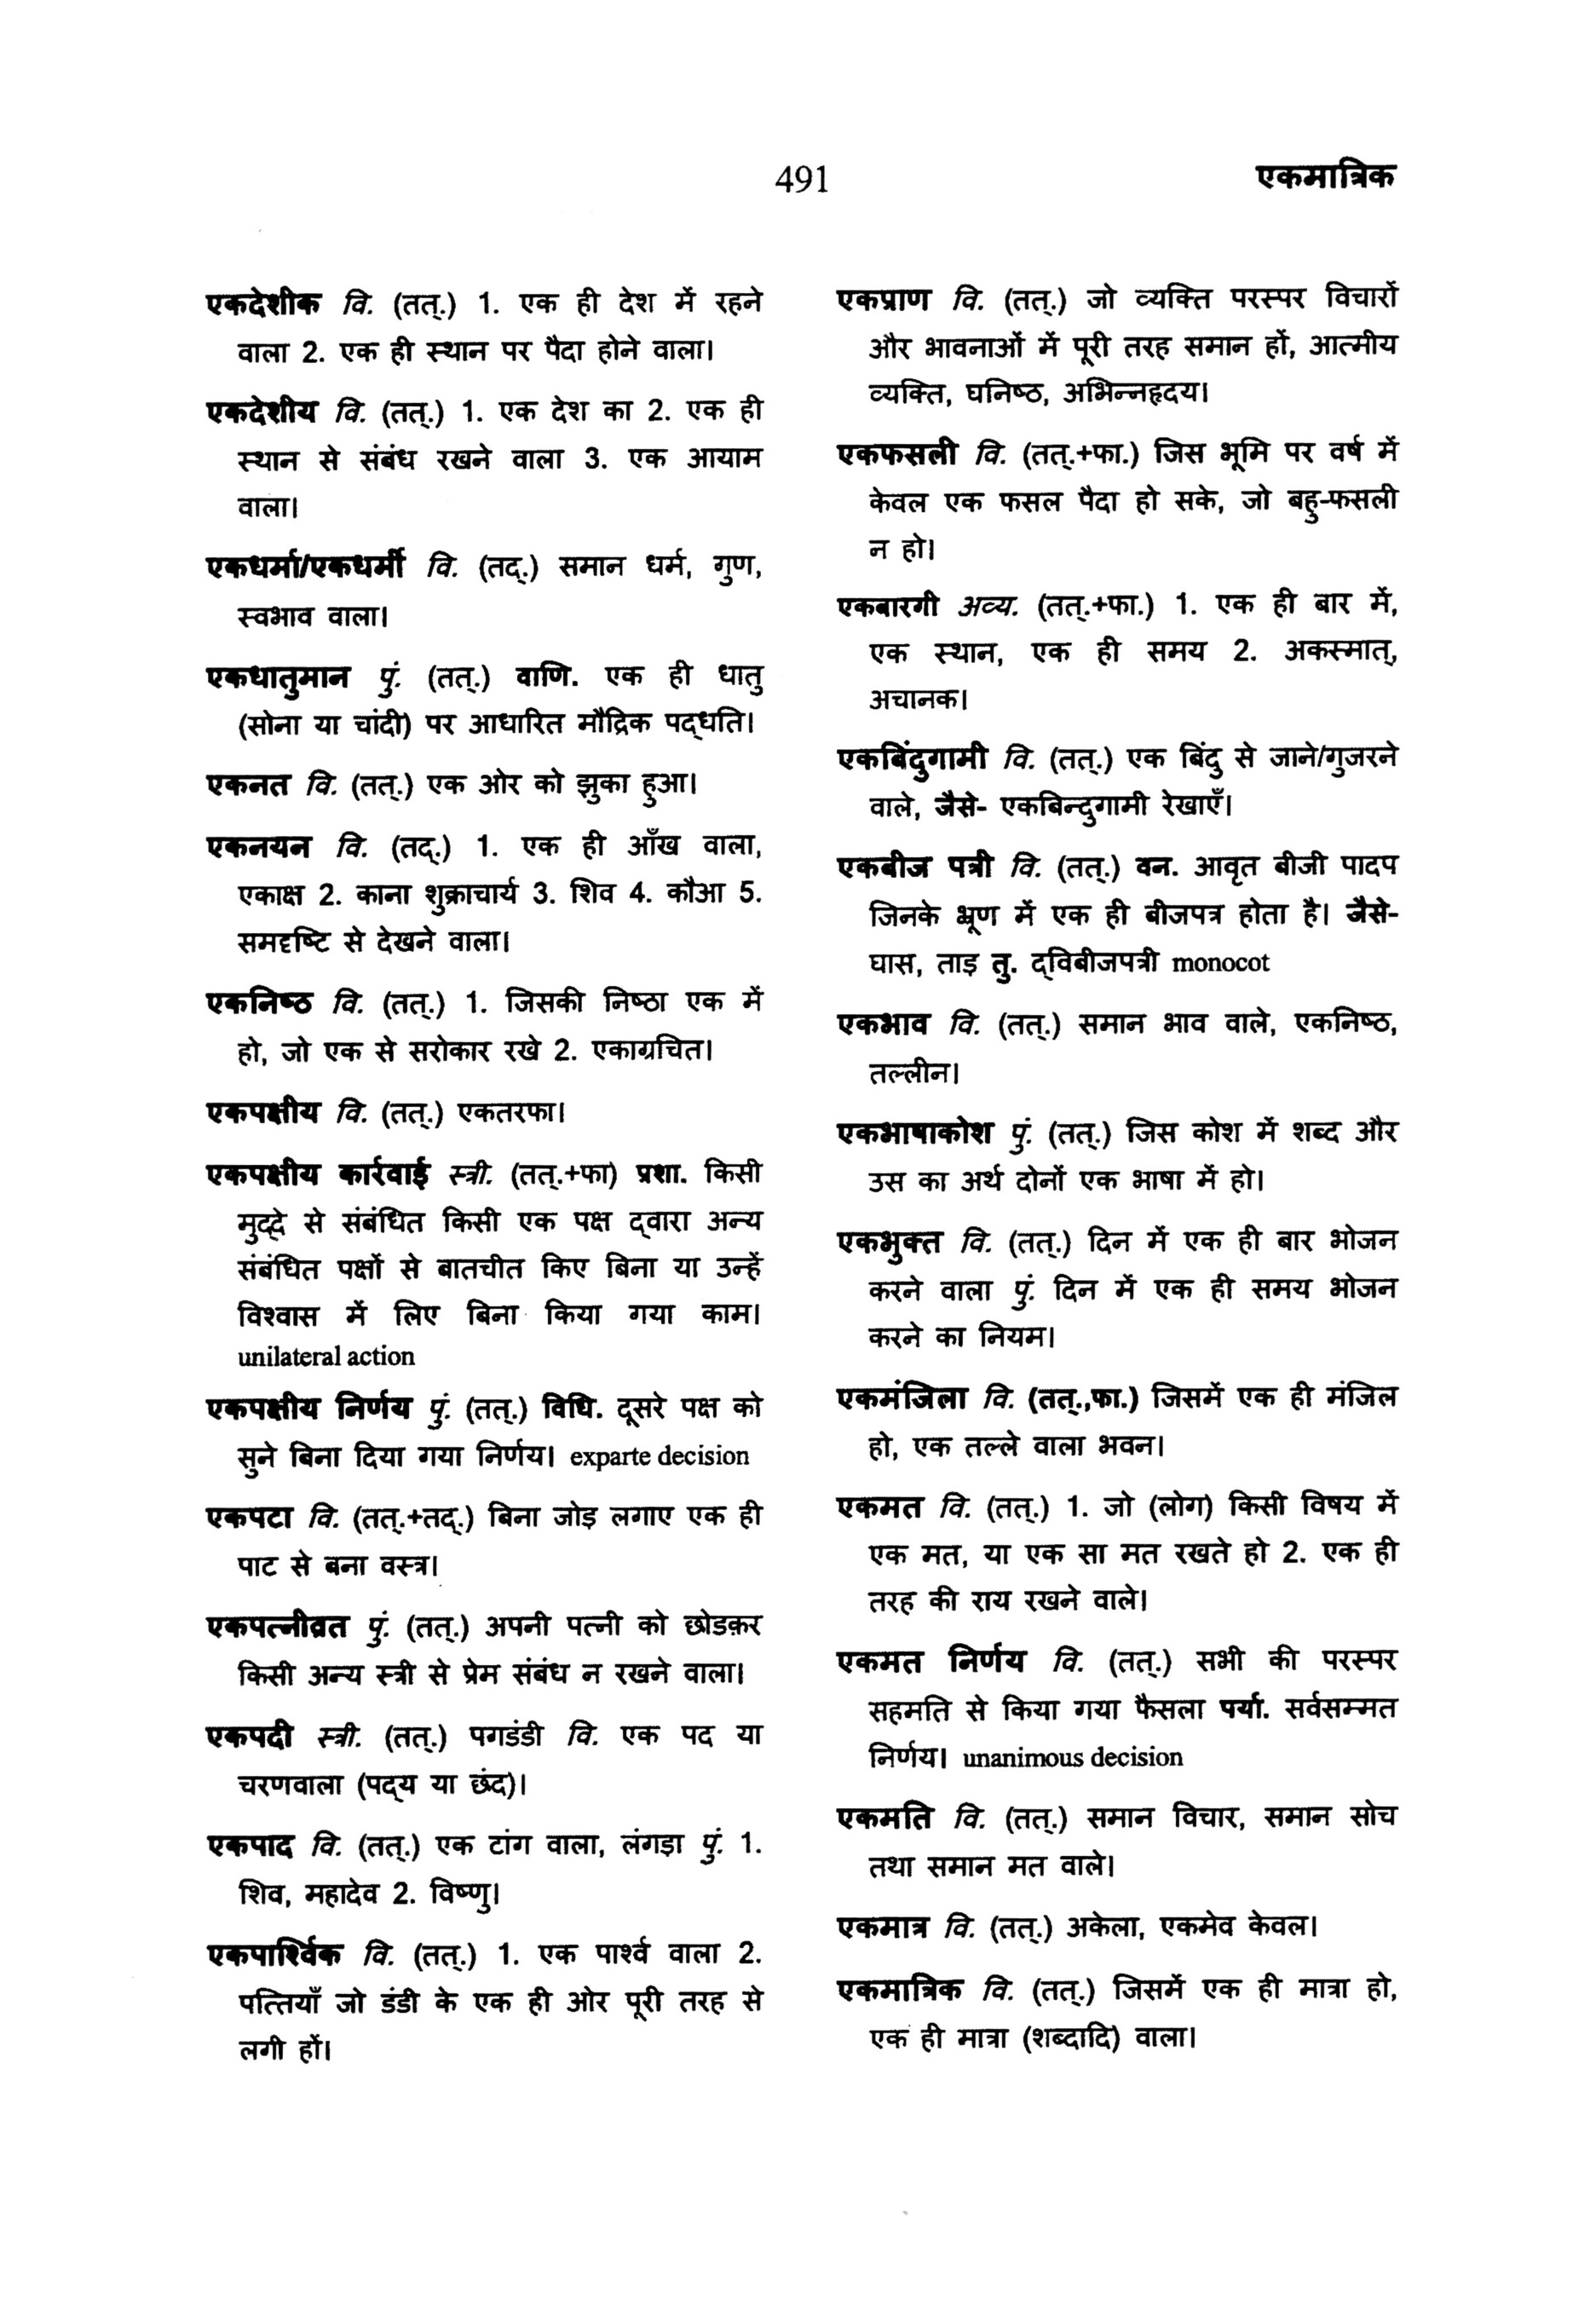 491
एकमात्रिक
एकदेशीक वि. (तत्.) 1. एक ही देश में रहने
वाला 2. एक ही स्थान पर पैदा होने वाला।
एकदेशीय वि. (तत्.) 1. एक देश का 2. एक ही
स्थान से संबंध रखने वाला 3. एक आयाम
वाला।
एकधर्मा/एकधर्मी वि. (तद्.) समान धर्म, गुण,
स्वभाव वाला।
एकधातुमान पुं. (तत्.) वाणि. एक ही धातु
(सोना या चांदी) पर आधारित मौद्रिक पद्धति।
एकनत वि. (तत्.) एक ओर को झुका हुआ।
एकनयन वि. (तद्.) 1. एक ही आँख वाला,
एकाक्ष 2. काना शुक्राचार्य 3. शिव 4. कौआ 5.
समदृष्टि से देखने वाला।
एकनिष्ठ वि. (तत्.) 1. जिसकी निष्ठा एक में
हो, जो एक से सरोकार रखे 2. एकाग्रचित।
एकपक्षीय वि. (तत्.) एकतरफा।
एकपक्षीय कार्रवाई स्त्री. (तत्.+फा) प्रशा. किसी
मुद्दे से संबंधित किसी एक पक्ष द्वारा अन्य
संबंधित पक्षों से बातचीत किए बिना या उन्हें
विश्वास में लिए बिना किया गया काम।
unilateral action
एकपक्षीय निर्णय पुं. (तत्.) विधि. दूसरे पक्ष को
सुने बिना दिया गया निर्णय। exparte decision
एकपटा वि. (तत्.+तद्.) बिना जोड़ लगाए एक ही
पाट से बना वस्त्र।
एकपत्नीव्रत पुं. (तत्.) अपनी पत्नी को छोडक़र
किसी अन्य स्त्री से प्रेम संबंध न रखने वाला।
एकपदी स्त्री. (तत्.) पगडंडी वि. एक पद या
चरणवाला (पद्य या छंद)।
एकपाद वि. (तत्.) एक टांग वाला, लंगड़ा पुं. 1.
शिव, महादेव 2. विष्णु।
एकपार्श्विक वि. (तत्.) 1. एक पार्श्व वाला 2.
पत्तियाँ जो डंडी के एक ही ओर पूरी तरह से
लगी हों।
एकप्राण वि. (तत्.) जो व्यक्ति परस्पर विचारों
और भावनाओं में पूरी तरह समान हों, आत्मीय
व्यक्ति, घनिष्ठ, अभिन्नहृदय।
एकफसली वि. (तत्.+फा.) जिस भूमि पर वर्ष में
केवल एक फसल पैदा हो सके, जो बहु-फसली
न हो।
एकबारगी अव्य. (तत्.+फा.) 1. एक ही बार में,
एक स्थान, एक ही समय 2. अकस्मात्,
अचानक।
एकबिंदुगामी वि. (तत्.) एक बिंदु से जाने/गुजरने
वाले, जैसे- एकबिन्दुगामी रेखाएँ।
एकबीज पत्री वि. (तत्.) वन. आवृत बीजी पादप
जिनके भ्रूण में एक ही बीजपत्र होता है। जैसे-
घास, ताड़ तु. द्विबीजपत्री monocot
एकभाव वि. (तत्.) समान भाव वाले, एकनिष्ठ,
तल्लीन।
एकभाषाकोश पुं. (तत्.) जिस कोश में शब्द और
उस का अर्थ दोनों एक भाषा में हो।
एकभुक्त वि. (तत्.) दिन में एक ही बार भोजन
करने वाला पुं. दिन में एक ही समय भोजन
करने का नियम।
एकमंजिला वि. (तत्.,फा.) जिसमें एक ही मंजिल
हो, एक तल्ले वाला भवन।
एकमत वि. (तत्.) 1. जो (लोग) किसी विषय में
एक मत, या एक सा मत रखते हो 2. एक ही
तरह की राय रखने वाले।
एकमत निर्णय वि. (तत्.) सभी की परस्पर
सहमति से किया गया फैसला पर्या. सर्वसम्मत
निर्णय। unanimous decision
एकमति वि. (तत्.) समान विचार, समान सोच
तथा समान मत वाले।
एकमात्र वि. (तत्.) अकेला, एकमेव केवल।
एकमात्रिक वि. (तत्.) जिसमें एक ही मात्रा हो,
एक ही मात्रा (शब्दादि) वाला।